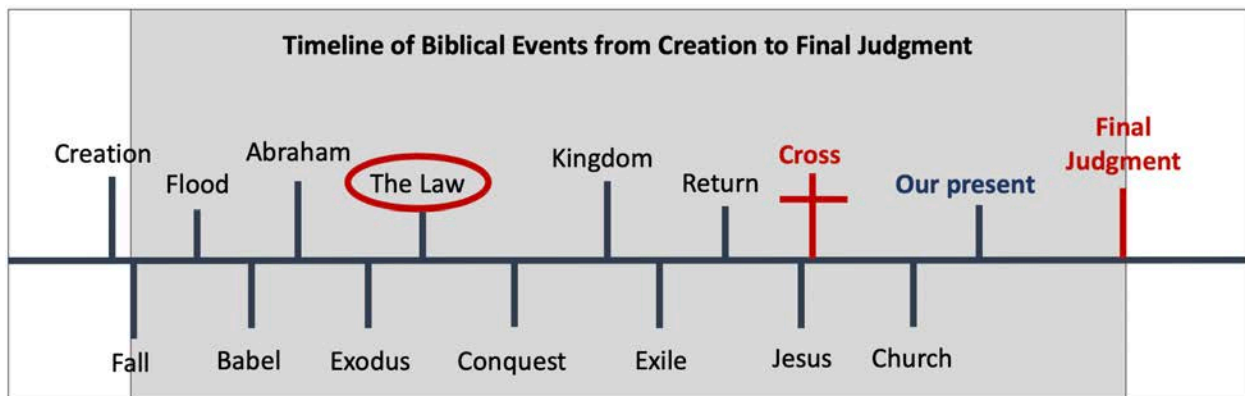 Timeline of Biblical Events from Creation to Final Judgment
Creation
Flood
Abraham
The Law
Kingdom
Return
Cross
Our present
Final
Judgment
Fall
Babel
Exodus
Conquest
Exile
Jesus
Church